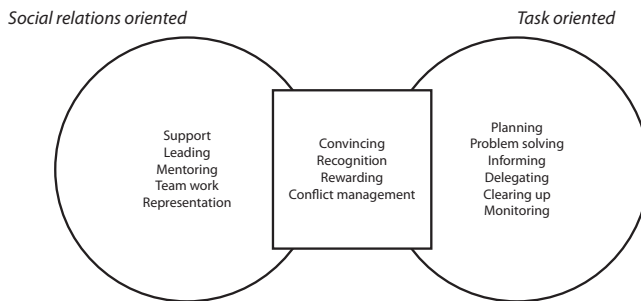 Social relations oriented
Task oriented
Support
Leading
Mentoring
Team work
Representation
Convincing
Recognition
Rewarding
Conflict management
Planning
Problem solving
Informing
Delegating
Clearing up
Monitoring